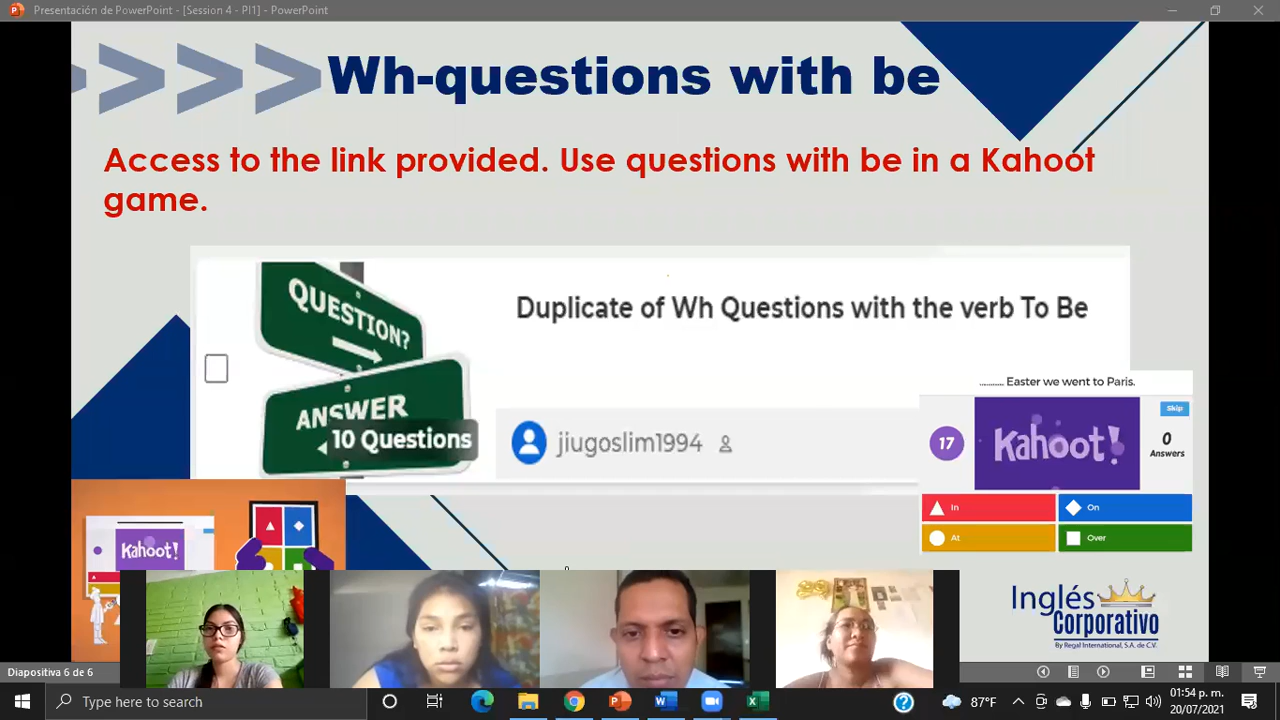 Presentación de PowerPoint - [Session 4 - PI1] - PowerPoint
Wh-questions with be
Access to the link provided. Use questions with be in a Kahoot
game.
QUESTION?
ANSWER
10 Questions
Duplicate of Wh Questions with the verb To Be
jiugoslim1994
............ Easter we went to Paris.
Skip
17
Kahoot!
0
Answers
In
On
At
Over
Kahoot!
Inglés
Corporativo
By Regal International, S.A. de C.V.
Diapositiva 6 de 6
Type here to search
87°F
01:54 p. m.
20/07/2021